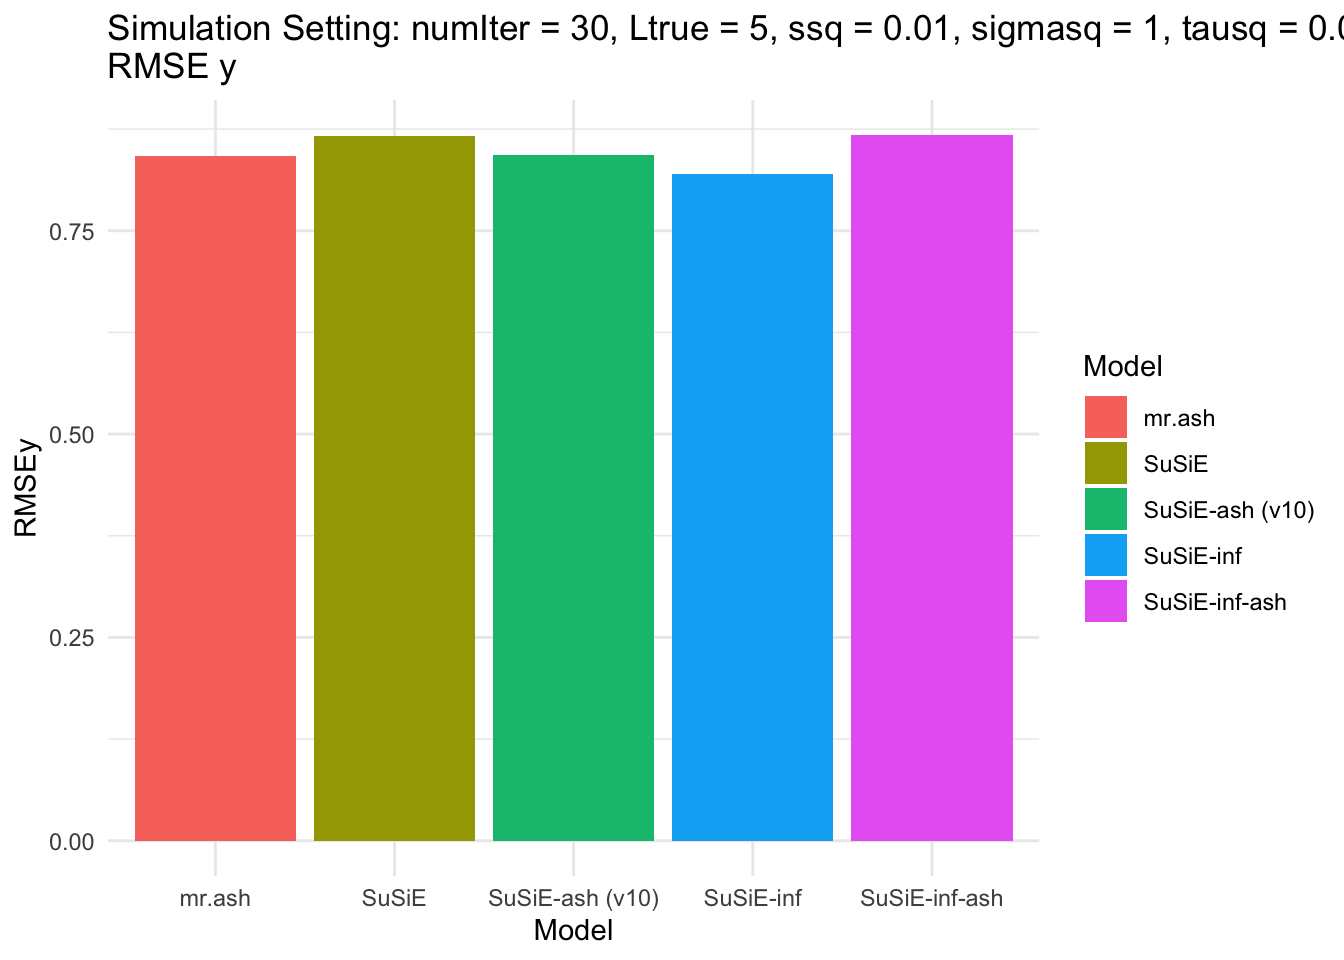 Simulation Setting: numIter = 30, Ltrue = 5, ssq = 0.01, sigmasq = 1, tausq =
RMSE y
RMSEy
0.75
0.50
0.25
0.00
mr.ash SuSiE SuSiE-ash (v10) SuSiE-inf SuSiE-inf-ash
Model
Model
mr.ash
SuSiE
SuSiE-ash (v10)
SuSiE-inf
SuSiE-inf-ash